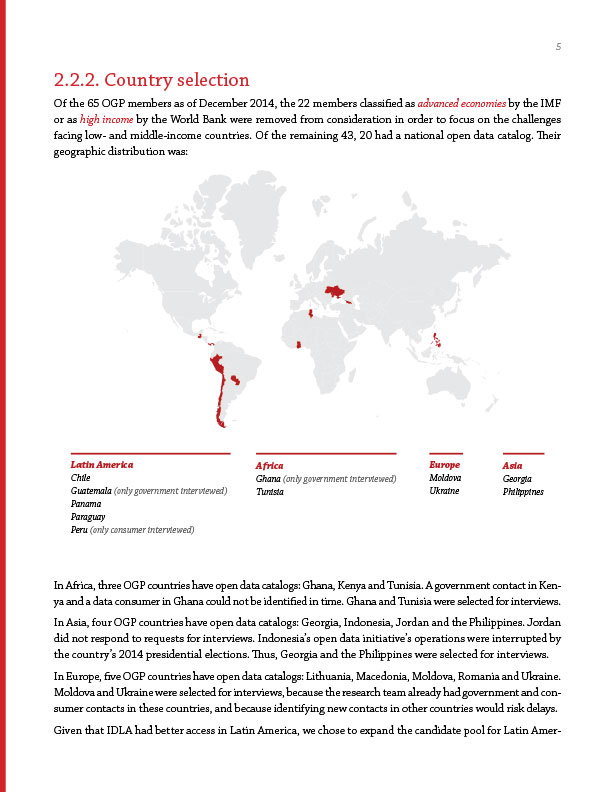 5
2.2.2. Country selection
Of the 65 OGP members as of December 2014, the 22 members classified as advanced economies by the IMF
or as high income by the World Bank were removed from consideration in order to focus on the challenges
facing low- and middle-income countries. Of the remaining 43, 20 had a national open data catalog. Their
geographic distribution was:
Latin America
Chile
Guatemala (only government interviewed)
Panama
Paraguay
Peru (only consumer interviewed)
Africa
Ghana (only government interviewed)
Tunisia
Europe
Moldova
Ukraine
Asia
Georgia
Philippines
In Africa, three OGP countries have open data catalogs: Ghana, Kenya and Tunisia. A government contact in Ken-
ya and a data consumer in Ghana could not be identified in time. Ghana and Tunisia were selected for interviews.
In Asia, four OGP countries have open data catalogs: Georgia, Indonesia, Jordan and the Philippines. Jordan
did not respond to requests for interviews. Indonesia's open data initiative's operations were interrupted by
the country's 2014 presidential elections. Thus, Georgia and the Philippines were selected for interviews.
In Europe, five OGP countries have open data catalogs: Lithuania, Macedonia, Moldova, Romania and Ukraine.
Moldova and Ukraine were selected for interviews, because the research team already had government and con-
sumer contacts in these countries, and because identifying new contacts in other countries would risk delays.
Given that IDLA had better access in Latin America, we chose to expand the candidate pool for Latin Amer-